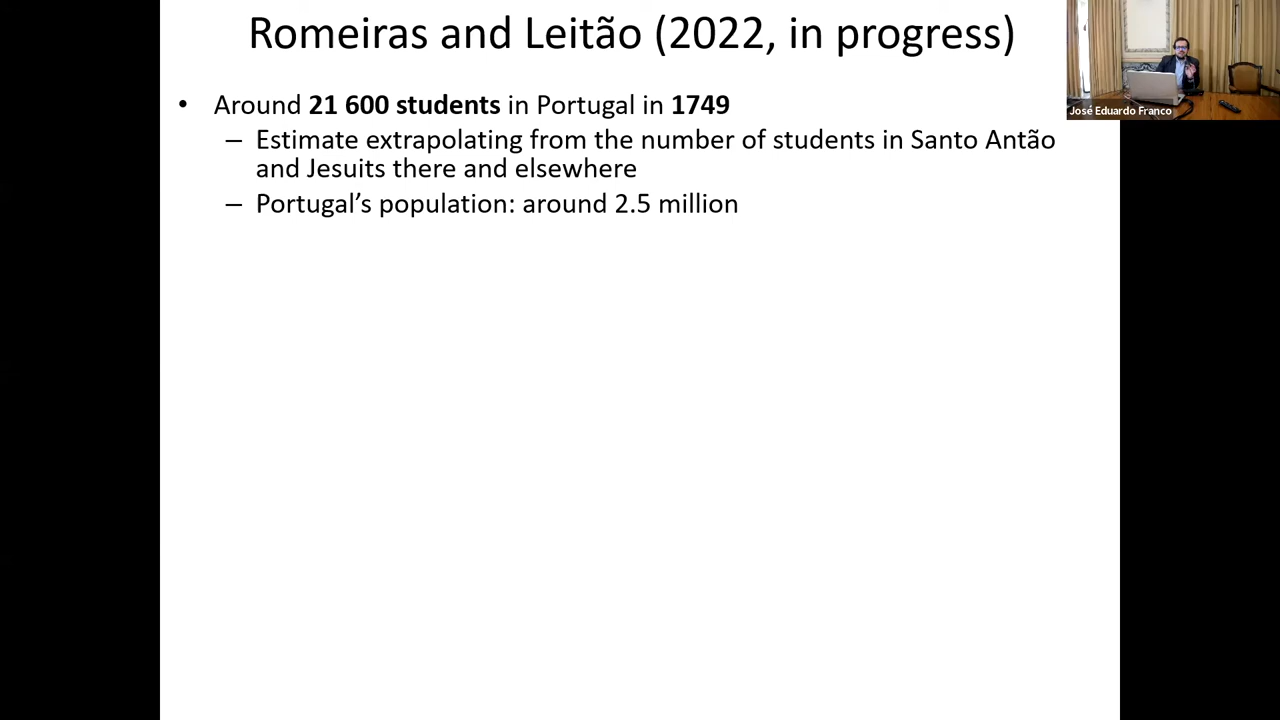 Romeiras and Leitão (2022, in progress)
José Eduardo Franco
• Around 21 600 students in Portugal in 1749
– Estimate extrapolating from the number of students in Santo Antão
and Jesuits there and elsewhere
– Portugal’s population: around 2.5 million